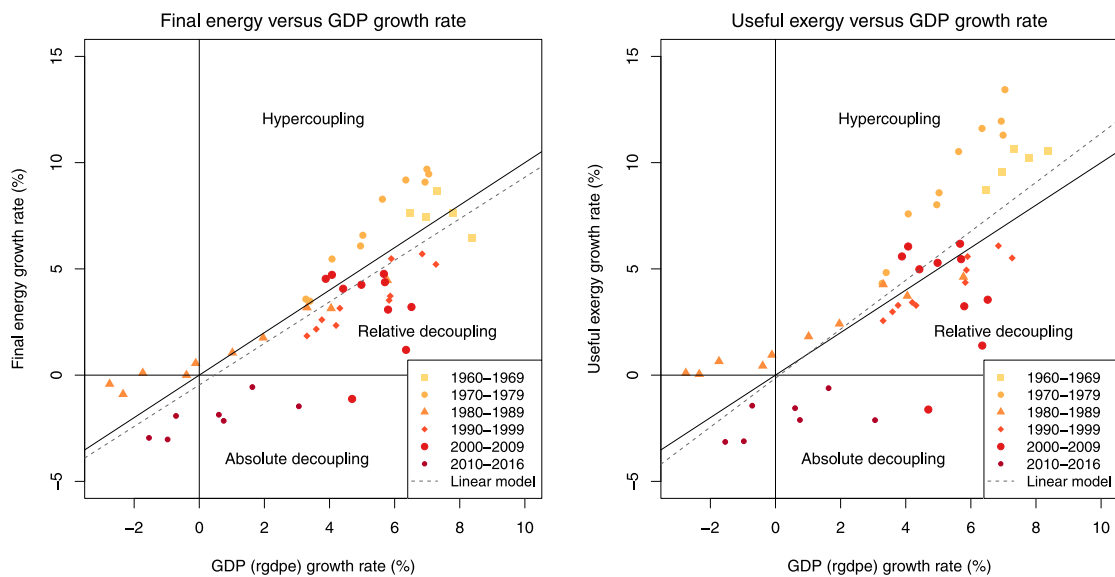 Final energy versus GDP growth rate
Final energy growth rate (%)
15
10
5
0
−5
Hypercoupling
Relative decoupling
Absolute decoupling
1960−1969
1970−1979
1980−1989
1990−1999
2000−2009
2010−2016
Linear model
−2 0 2 4 6 8 10
GDP (rgdpe) growth rate (%)
Useful exergy versus GDP growth rate
Useful exergy growth rate (%)
15
10
5
0
−5
Hypercoupling
Relative decoupling
Absolute decoupling
1960−1969
1970−1979
1980−1989
1990−1999
2000−2009
2010−2016
Linear model
−2 0 2 4 6 8 10
GDP (rgdpe) growth rate (%)